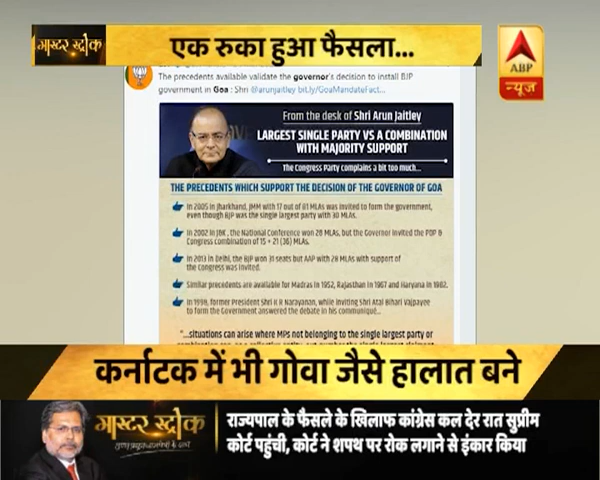 मास्टर स्ट्रोक
एक रुका हुआ फैसला...
ABP
न्यूज़
The precedents available validate the governor's decision to install BJP
government in Goa : Shri @arunjaitley bit.ly/GoaMandateFact...
From the desk of Shri Arun Jaitley
LARGEST SINGLE PARTY VS A COMBINATION
WITH MAJORITY SUPPORT
The Congress Party complains a bit too much...
THE PRECEDENTS WHICH SUPPORT THE DECISION OF THE GOVERNOR OF GOA
In 2005 in Jharkhand, JMM with 17 out of 81 MLAs was invited to form the government,
even though BJP was the single largest party with 30 MLAs.
In 2002 in J&K , the National Conference won 28 MLAs, but the Governor invited the PDP &
Congress combination of 15 + 21 (36) MLAs.
In 2013 in Delhi, the BJP won 31 seats but AAP with 28 MLAs with support of
the Congress was invited.
Similar precedents are available for Madras in 1952, Rajasthan in 1967 and Haryana in 1982.
In 1998, former President Shri K R Narayanan, while inviting Shri Atal Bihari Vajpayee
to form the Government answered the debate in his communiqué...
"...situations can arise where MPs not belonging to the single largest party or
कर्नाटक में भी गोवा जैसे हालात बने
मास्टर स्ट्रोक
राज्यपाल के फैसले के खिलाफ कांग्रेस कल देर रात सुप्रीम
कोर्ट पहुंची, कोर्ट ने शपथ पर रोक लगाने से इंकार किया